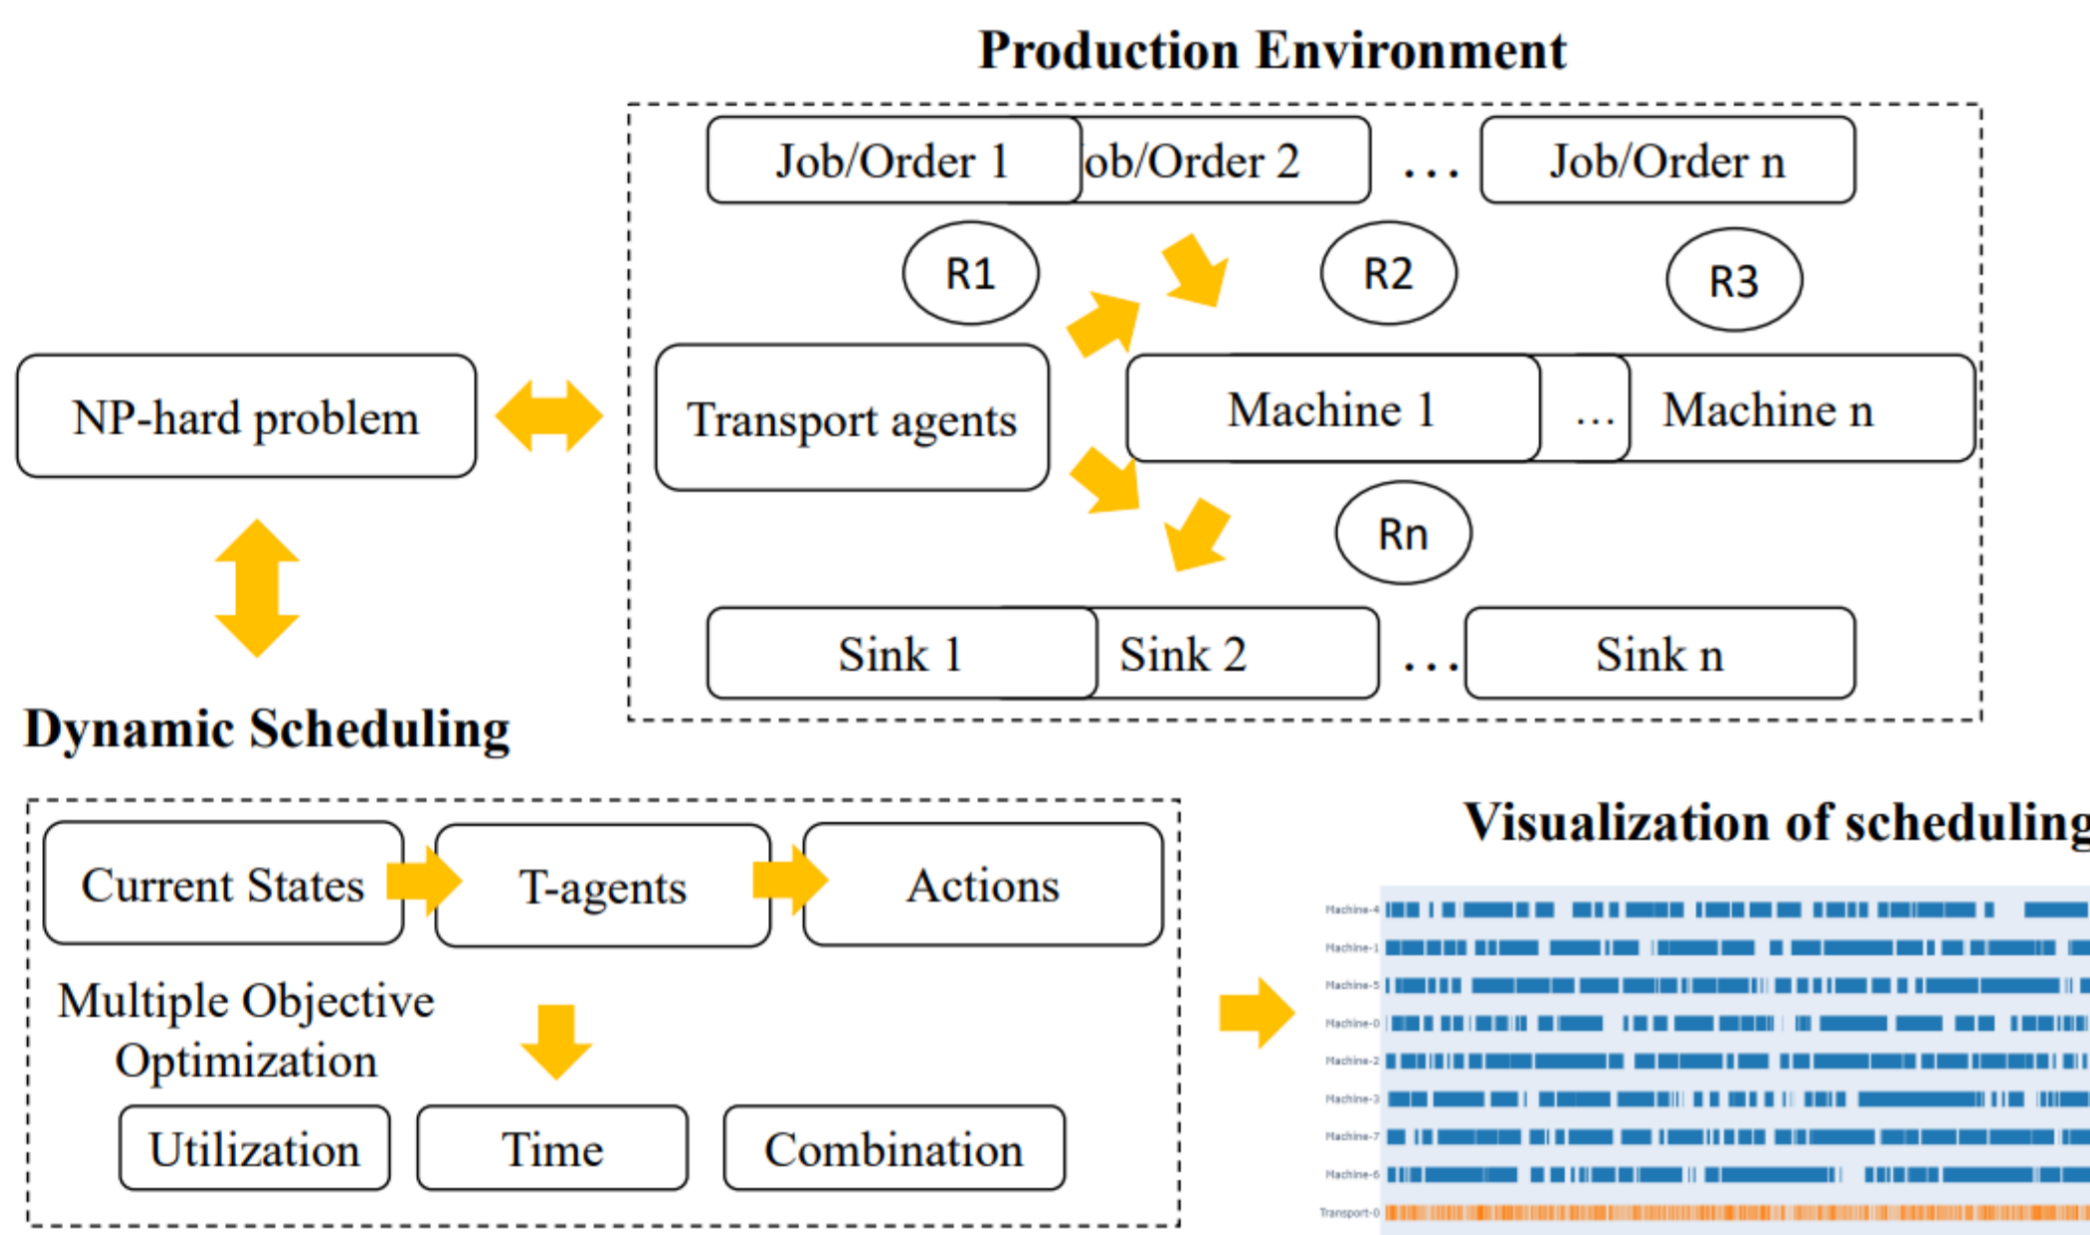 Production Environment
Job/Order 1
ob/Order 2
...
Job/Order n
R1
R2
R3
NP-hard problem
Transport agents
Machine 1
...
Machine n
Rn
Sink 1
Sink 2
...
Sink n
Dynamic Scheduling
Current States
T-agents
Actions
Multiple Objective
Optimization
Utilization
Time
Combination
Visualization of scheduling
Machine-4
Machine-1
Machine-5
Machine-0
Machine-2
Machine-3
Machine-7
Machine-6
Transport-0